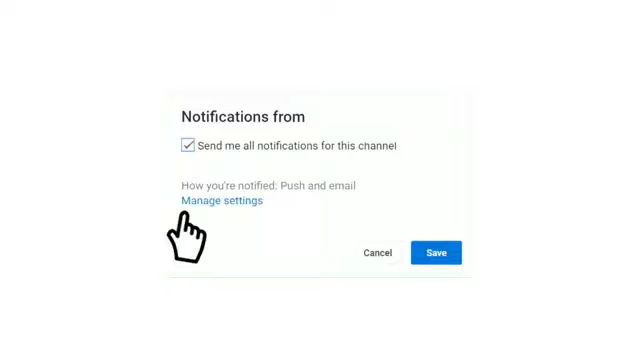 Notifications from
Send me all notifications for this channel
How you're notified: Push and email
Manage settings
Cancel Save